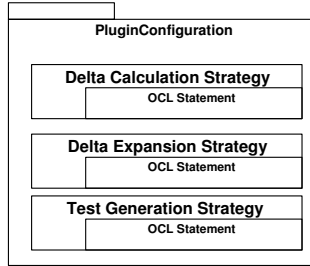 PluginConfiguration
Delta Calculation Strategy
OCL Statement
Delta Expansion Strategy
OCL Statement
Test Generation Strategy
OCL Statement